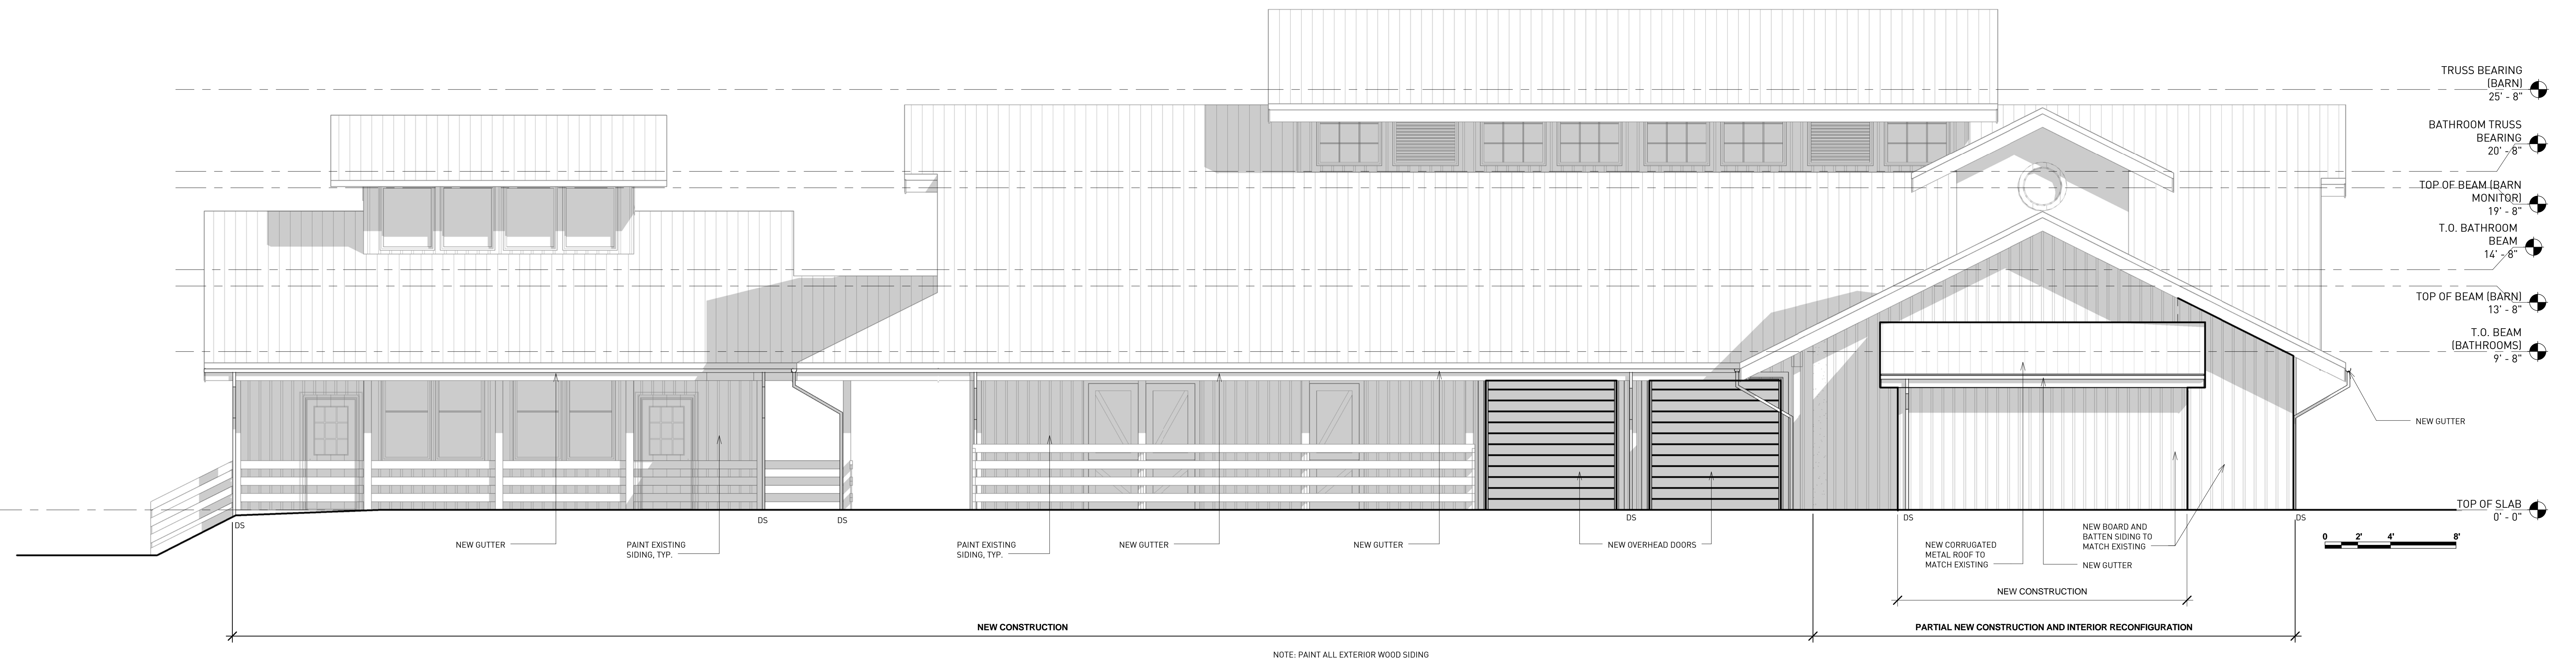 TRUSS BEARING
(BARN)
25' - 8"
BATHROOM TRUSS
BEARING
20' - 8"
TOP OF BEAM (BARN
MONITOR)
19' - 8"
T.O. BATHROOM
BEAM
14' - 8"
TOP OF BEAM (BARN)
13' - 8"
T.O. BEAM
(BATHROOMS)
9' - 8"
NEW GUTTER
TOP OF SLAB
0' - 0"
DS
DS
DS
DS
DS
DS
NEW GUTTER
PAINT EXISTING
SIDING, TYP.
PAINT EXISTING
SIDING, TYP.
NEW GUTTER
NEW GUTTER
NEW OVERHEAD DOORS
NEW CORRUGATED
METAL ROOF TO
MATCH EXISTING
NEW BOARD AND
BATTEN SIDING TO
MATCH EXISTING
NEW GUTTER
0 2' 4' 8'
NEW CONSTRUCTION
NEW CONSTRUCTION
PARTIAL NEW CONSTRUCTION AND INTERIOR RECONFIGURATION
NOTE: PAINT ALL EXTERIOR WOOD SIDING